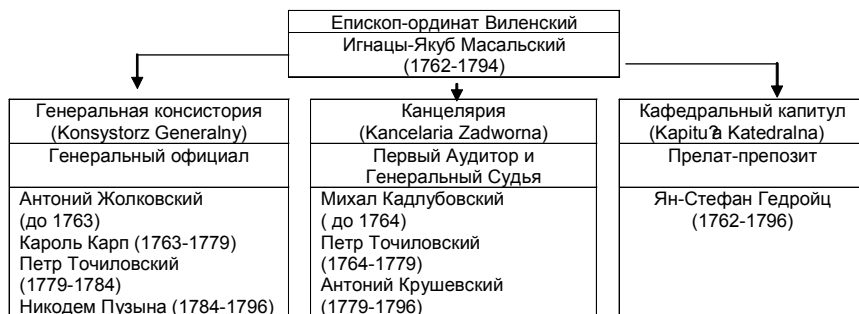 Епископ-ординат Виленский
Игнацы-Якуб Масальский
(1762-1794)
Генеральная консистория
(Konsystorz Generalny)
Генеральный официал
Антоний Жолковский
(до 1763)
Кароль Карп (1763-1779)
Петр Точиловский
(1779-1784)
Никодем Пузына (1784-1796)
Канцелярия
(Kancelaria Zadworna)
Первый Аудитор и
Генеральный Судья
Михал Кадлубовский
( до 1764)
Петр Точиловский
(1764-1779)
Антоний Крушевский
(1779-1796)
Кафедральный капитул
(Kapitu?a Katedralna)
Прелат-препозит
Ян-Стефан Гедройц
(1762-1796)